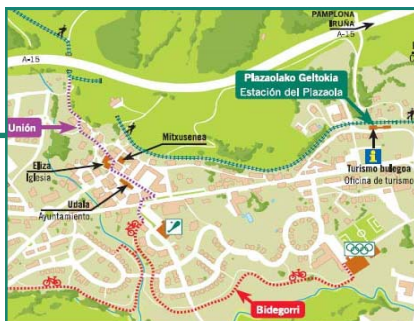 PAMPLONA
IRUÑA
A-15
A-15
Plazaolako Geltokia
Estación del Plazaola
Unión
Mitxusenea
Eliza
Iglesia
Turismo bulegoa
Oficina de turismo
Udala
Ayuntamiento
Bidegorri